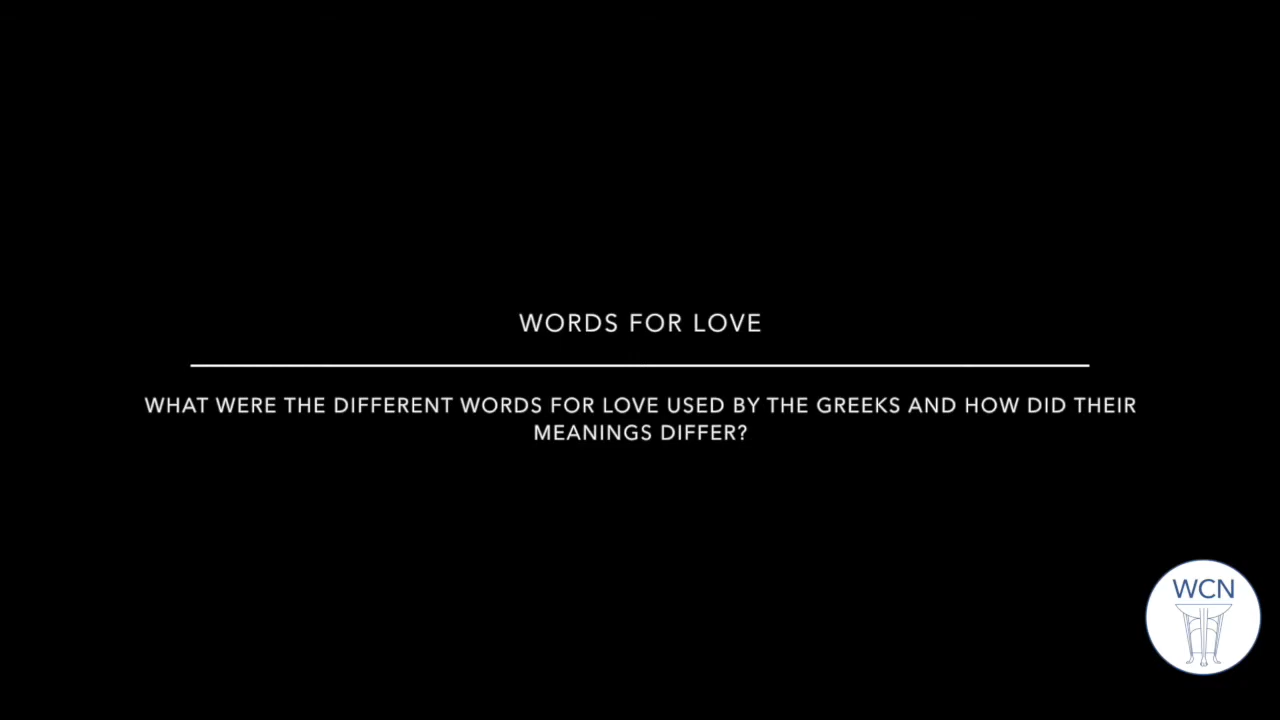 WORDS FOR LOVE
WHAT WERE THE DIFFERENT WORDS FOR LOVE USED BY THE GREEKS AND HOW DID THEIR
MEANINGS DIFFER?
WCN